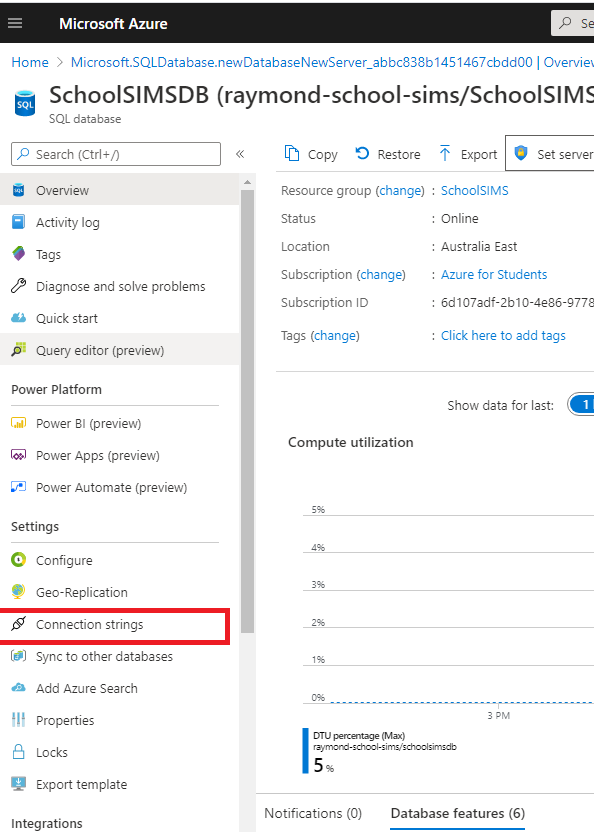 Microsoft Azure
Se
Home > Microsoft.SQLDatabase.newDatabaseNewServer_abbc838b1451467cbdd00 | Overview
SQL
SchoolSIMSDB (raymond-school-sims/SchoolSIMS
SQL database
Search (Ctrl+/)
«
Copy
Restore
Export
Set server
Overview
Activity log
Tags
Diagnose and solve problems
Quick start
Query editor (preview)
Power Platform
Power BI (preview)
Power Apps (preview)
Power Automate (preview)
Settings
Configure
Geo-Replication
Connection strings
Sync to other databases
Add Azure Search
Properties
Locks
Export template
Integrations
Resource group (change) : SchoolSIMS
Status : Online
Location : Australia East
Subscription (change) : Azure for Students
Subscription ID : 6d107adf-2b10-4e86-9778
Tags (change) : Click here to add tags
Show data for last: 1
Compute utilization
5%
4%
3%
2%
1%
0%
3 PM
DTU percentage (Max)
raymond-school-sims/schoolsimsdb
5 %
Notifications (0)
Database features (6)